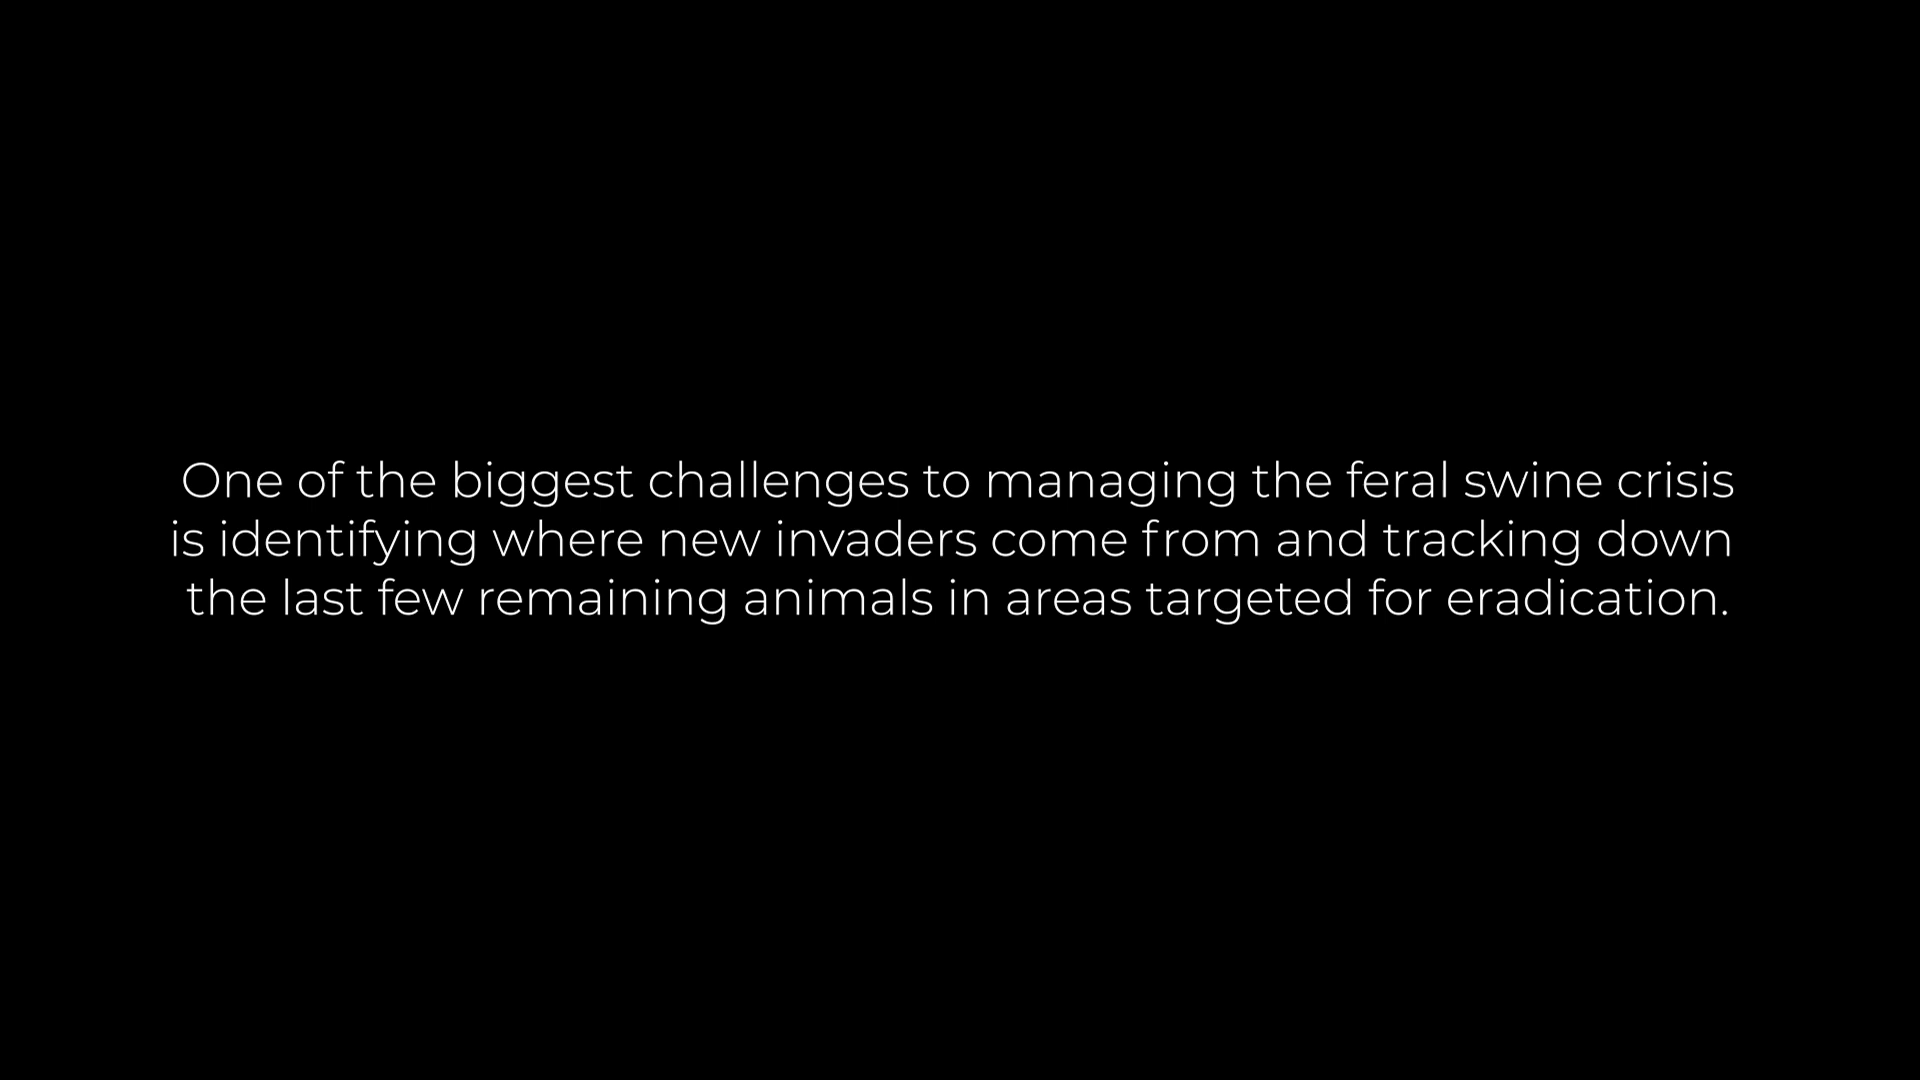 One of the biggest challenges to managing the feral swine crisis
is identifying where new invaders come from and tracking down
the last few remaining animals in areas targeted for eradication.